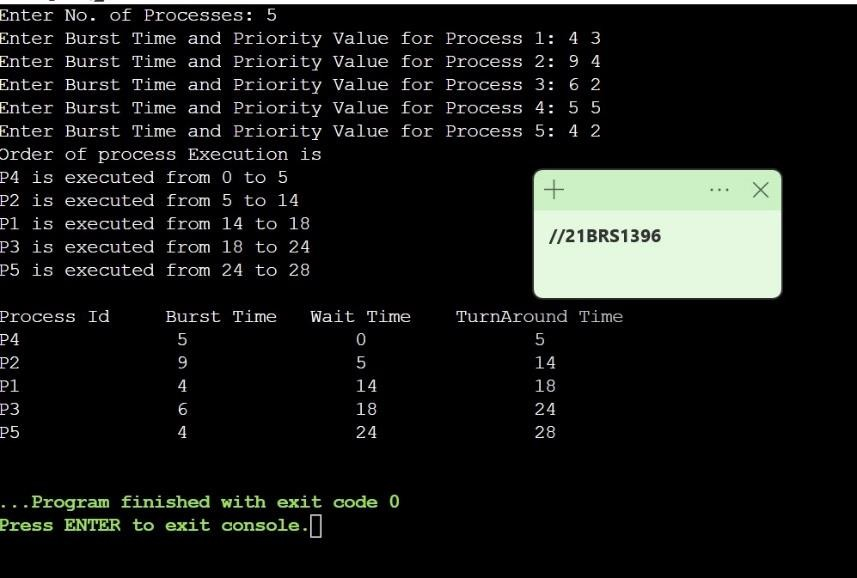 Enter No. of Processes: 5
Enter Burst Time and Priority Value for Process 1: 4 3
Enter Burst Time and Priority Value for Process 2: 9 4
Enter Burst Time and Priority Value for Process 3: 6 2
Enter Burst Time and Priority Value for Process 4: 5 5
Enter Burst Time and Priority Value for Process 5: 4 2
Order of process Execution is
P4 is executed from 0 to 5
P2 is executed from 5 to 14
P1 is executed from 14 to 18
P3 is executed from 18 to 24
P5 is executed from 24 to 28
//21BRS1396
Process Id Burst Time Wait Time TurnAround Time
P4 5 0 5
P2 9 5 14
P1 4 14 18
P3 6 18 24
P5 4 24 28
...Program finished with exit code 0
Press ENTER to exit console.